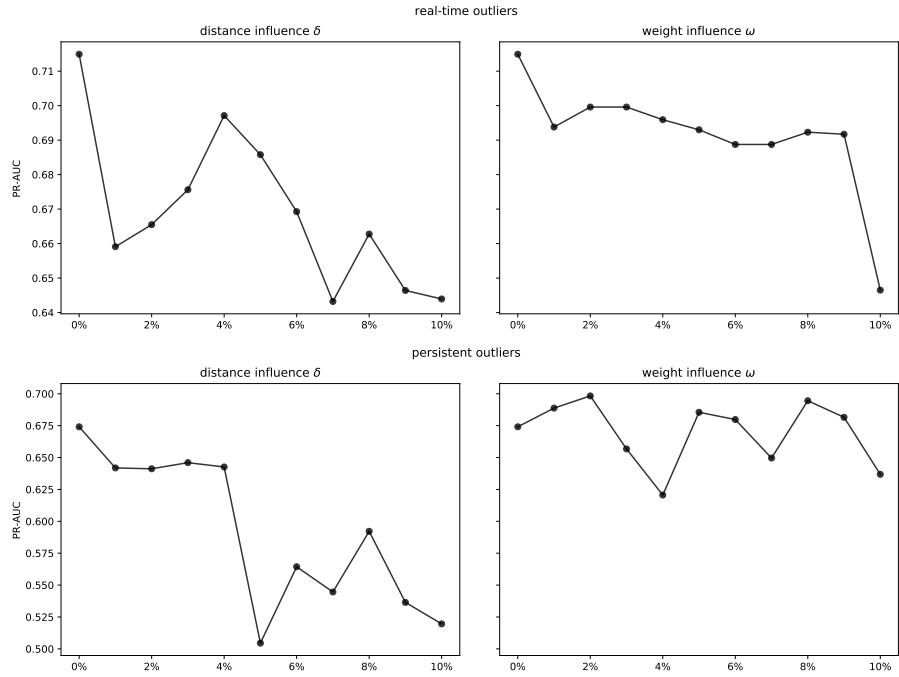 real-time outliers
distance influence δ
weight influence ω
PR-AUC
0.71
0.70
0.69
0.68
0.67
0.66
0.65
0.64
0% 2% 4% 6% 8% 10%
0% 2% 4% 6% 8% 10%
persistent outliers
distance influence δ
weight influence ω
PR-AUC
0.700
0.675
0.650
0.625
0.600
0.575
0.550
0.525
0.500
0% 2% 4% 6% 8% 10%
0% 2% 4% 6% 8% 10%